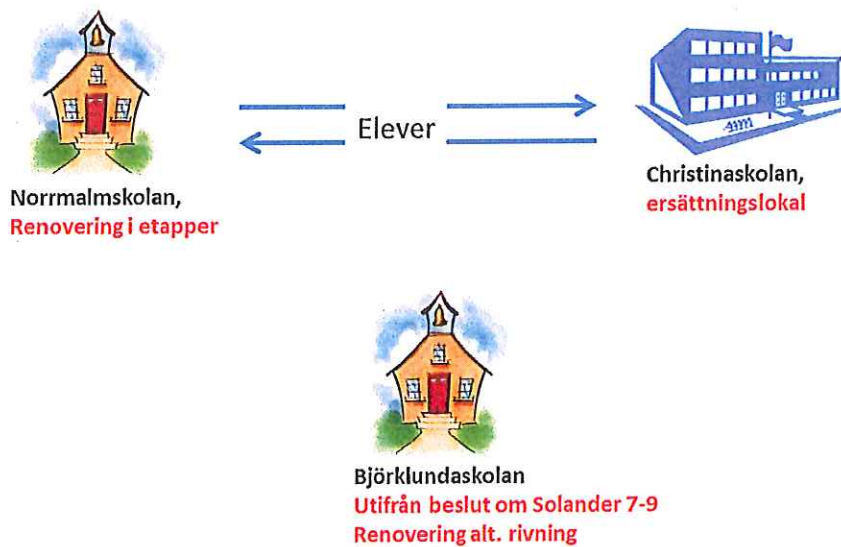 Elever
Norrmalmskolan,
Renovering i etapper
Christinaskolan,
ersättningslokal
Björklundaskolan
Utifrån beslut om Solander 7-9
Renovering alt. rivning